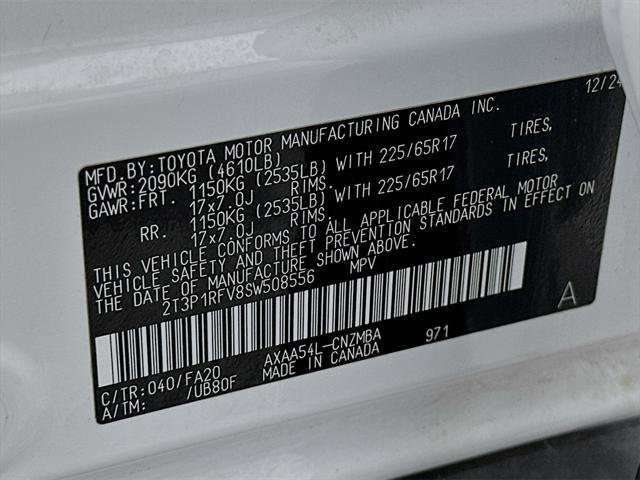 12/24
MFD.BY:TOYOTA MOTOR MANUFACTURING CANADA INC.
GVWR:2090KG (4610LB)
GAWR:FRT. 1150KG (2535LB) WITH 225/65R17 TIRES,
17x7.0J RIMS.
RR. 1150KG (2535LB) WITH 225/65R17 TIRES,
17x7.0J RIMS.
THIS VEHICLE CONFORMS TO ALL APPLICABLE FEDERAL MOTOR
VEHICLE SAFETY AND THEFT PREVENTION STANDARDS IN EFFECT ON
THE DATE OF MANUFACTURE SHOWN ABOVE.
2T3P1RFV8SW508556 MPV
A
C/TR:040/FA20 AXAA54L-CNZMBA 971
A/TM: /UB80F MADE IN CANADA